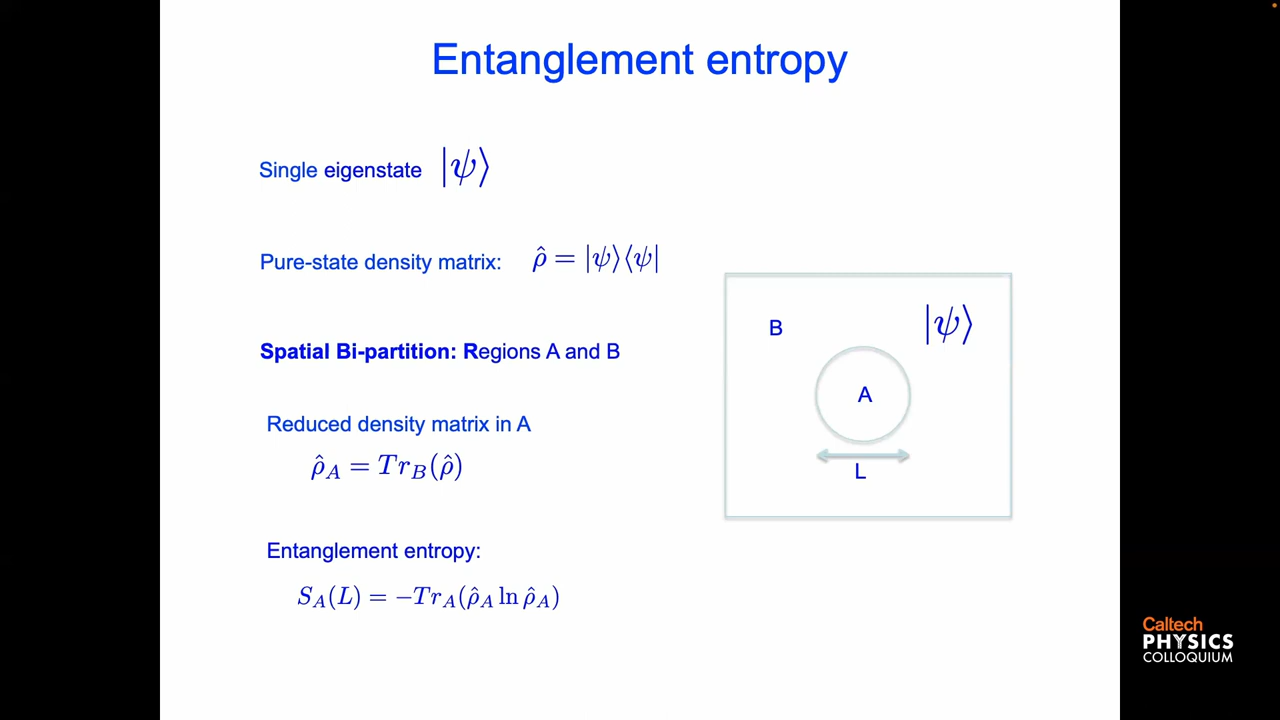 Entanglement entropy
Single eigenstate |ψ⟩
Pure-state density matrix: ρ̂ = |ψ⟩⟨ψ|
Spatial Bi-partition: Regions A and B
Reduced density matrix in A
ρ̂_A = Tr_B(ρ̂)
Entanglement entropy:
S_A(L) = −Tr_A(ρ̂_A ln ρ̂_A)
B |ψ⟩
A
L
Caltech
PHYSICS
COLLOQUIUM